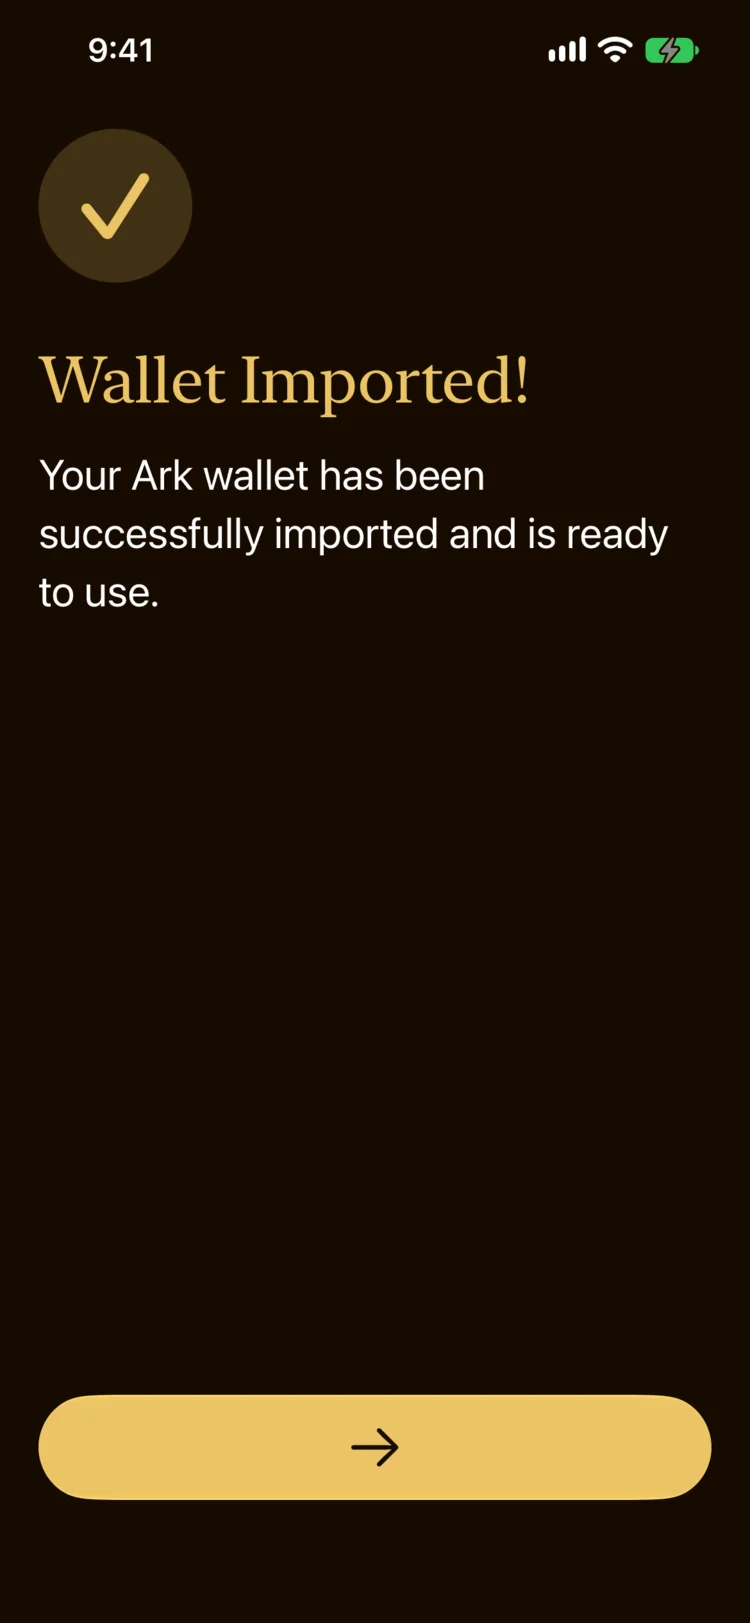 9:41
Wallet Imported!
Your Ark wallet has been
successfully imported and is ready
to use.